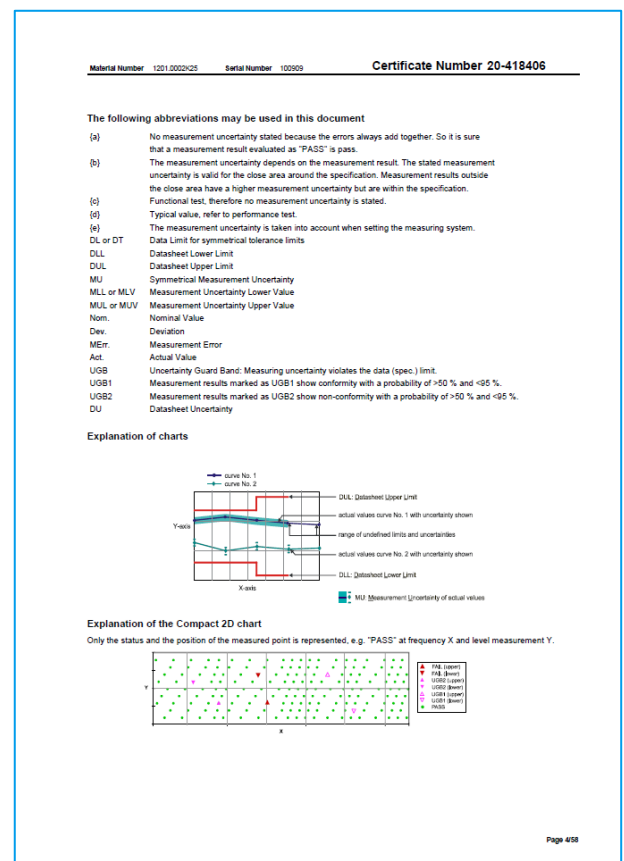 Material Number 1201.0002K25 Serial Number 100909 Certificate Number 20-418406
The following abbreviations may be used in this document
{a} No measurement uncertainty stated because the errors always add together. So it is sure
that a measurement result evaluated as "PASS" is pass.
{b} The measurement uncertainty depends on the measurement result. The stated measurement
uncertainty is valid for the close area around the specification. Measurement results outside
the close area have a higher measurement uncertainty but are within the specification.
{c} Functional test, therefore no measurement uncertainty is stated.
{d} Typical value, refer to performance test.
{e} The measurement uncertainty is taken into account when setting the measuring system.
DL or DT Data Limit for symmetrical tolerance limits
DLL Datasheet Lower Limit
DUL Datasheet Upper Limit
MU Symmetrical Measurement Uncertainty
MLL or MLV Measurement Uncertainty Lower Value
MUL or MUV Measurement Uncertainty Upper Value
Nom. Nominal Value
Dev. Deviation
MErr. Measurement Error
Act. Actual Value
UGB Uncertainty Guard Band: Measuring uncertainty violates the data (spec.) limit.
UGB1 Measurement results marked as UGB1 show conformity with a probability of >50 % and <95 %.
UGB2 Measurement results marked as UGB2 show non-conformity with a probability of >50 % and <95 %.
DU Datasheet Uncertainty
Explanation of charts
curve No. 1
curve No. 2
DUL: Datasheet Upper Limit
actual values curve No. 1 with uncertainty shown
Y-axis
range of undefined limits and uncertainties
actual values curve No. 2 with uncertainty shown
DLL: Datasheet Lower Limit
X-axis
MU: Measurement Uncertainty of actual values
Explanation of the Compact 2D chart
Only the status and the position of the measured point is represented, e.g. "PASS" at frequency X and level measurement Y.
FAIL (upper)
FAIL (lower)
UGB2 (upper)
UGB2 (lower)
UGB1 (upper)
UGB1 (lower)
PASS
Y
X
Page 4/58